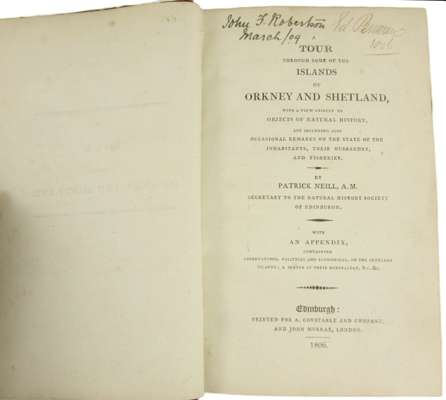 John F. Robertson
March/09
TOUR
THROUGH SOME OF THE
ISLANDS
OF
ORKNEY AND SHETLAND,
WITH A VIEW CHIEFLY TO
OBJECTS OF NATURAL HISTORY,
BUT INCLUDING ALSO
OCCASIONAL REMARKS ON THE STATE OF THE
INHABITANTS, THEIR HUSBANDRY,
AND FISHERIES.
BY
PATRICK NEILL, A.M.
SECRETARY TO THE NATURAL HISTORY SOCIETY
OF EDINBURGH.
WITH
AN APPENDIX,
CONTAINING
OBSERVATIONS, POLITICAL AND ECONOMICAL, ON THE SHETLAND
ISLANDS; A SKETCH OF THEIR MINERALOGY, &c. &c.
Edinburgh:
PRINTED FOR A. CONSTABLE AND COMPANY,
AND JOHN MURRAY, LONDON.
1806.